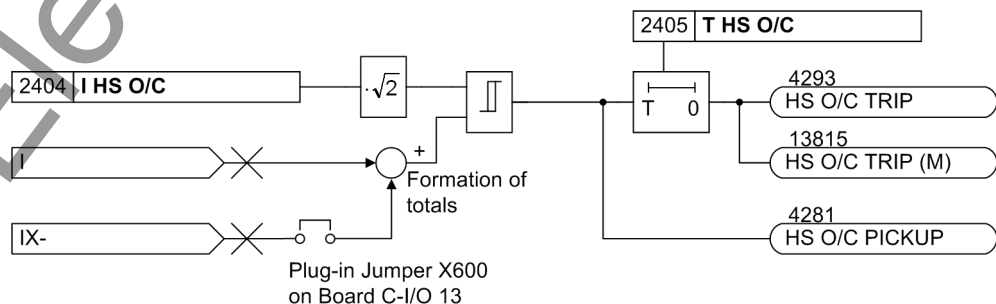 2405 T HS O/C
2404 I HS O/C
·√2
T 0
4293
HS O/C TRIP
13815
HS O/C TRIP (M)
I
+
Formation of
totals
4281
HS O/C PICKUP
IX-
Plug-in Jumper X600
on Board C-I/O 13